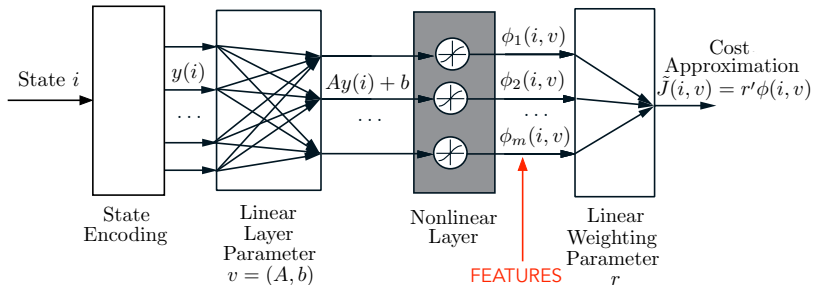 State i
State
Encoding
y(i)
. . .
Linear
Layer
Parameter
v = (A, b)
Ay(i) + b
. . .
Nonlinear
Layer
ϕ₁(i, v)
ϕ₂(i, v)
. . .
ϕₘ(i, v)
FEATURES
Linear
Weighting
Parameter
r
Cost
Approximation
J̃(i, v) = r′ϕ(i, v)